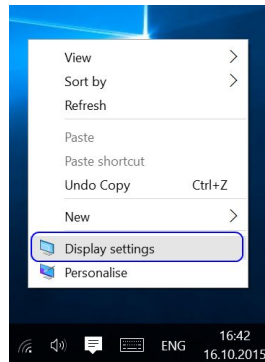 View
Sort by
Refresh
Paste
Paste shortcut
Undo Copy Ctrl+Z
New
Display settings
Personalise
ENG 16:42
16.10.2015